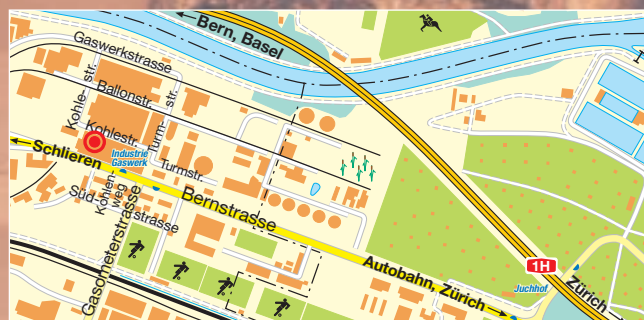 Bern, Basel
Gaswerkstrasse
Kohle-
str.
Ballonstr.
Turm-
str.
Kohlestr.
Schlieren
Industrie
Gaswerk
Turmstr.
Süd-
strasse
Kohlen-
weg
Bernstrasse
Gasometerstrasse
Autobahn, Zürich
1H
Juchhof
Zürich